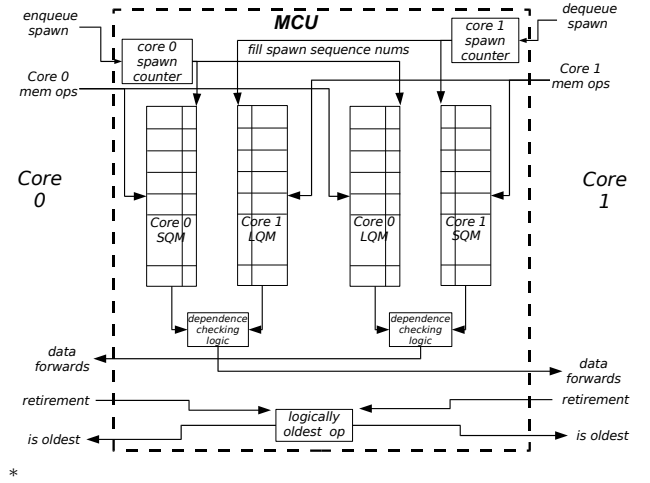 enqueue
spawn
MCU
dequeue
spawn
core 0
spawn
counter
fill spawn sequence nums
core 1
spawn
counter
Core 0
mem ops
Core 1
mem ops
Core
0
Core
1
Core 0
SQM
Core 1
LQM
Core 0
LQM
Core 1
SQM
dependence
checking
logic
dependence
checking
logic
data
forwards
data
forwards
retirement
retirement
logically
oldest op
is oldest
is oldest
*